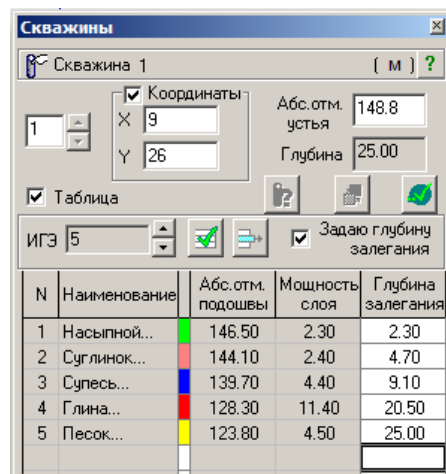 Скважины
Скважина 1 ( м ) ?
Координаты
1 X 9 Абс.отм. устья 148.8
Y 26 Глубина 25.00
Таблица
ИГЭ 5 Задаю глубину залегания
N Наименование Абс.отм. подошвы Мощность слоя Глубина залегания
1 Насыпной... 146.50 2.30 2.30
2 Суглинок... 144.10 2.40 4.70
3 Супесь... 139.70 4.40 9.10
4 Глина... 128.30 11.40 20.50
5 Песок... 123.80 4.50 25.00